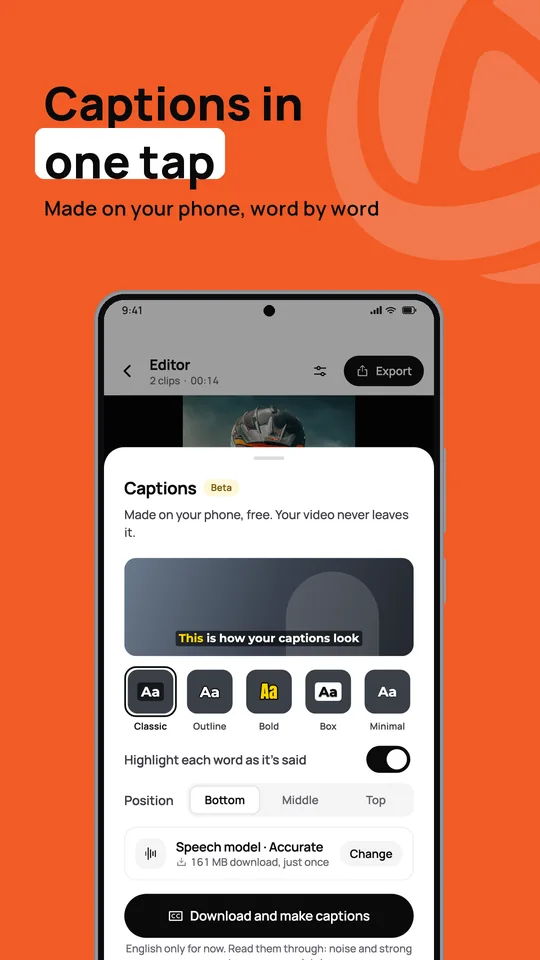 Captions in
one tap
Made on your phone, word by word
9:41
Editor
2 clips · 00:14
Export
Captions
Beta
Made on your phone, free. Your video never leaves
it.
This is how your captions look
Aa
Aa
Aa
Aa
Aa
Classic
Outline
Bold
Box
Minimal
Highlight each word as it's said
Position
Bottom
Middle
Top
Speech model · Accurate
161 MB download, just once
Change
CC
Download and make captions
English only for now. Read them through: noise and strong